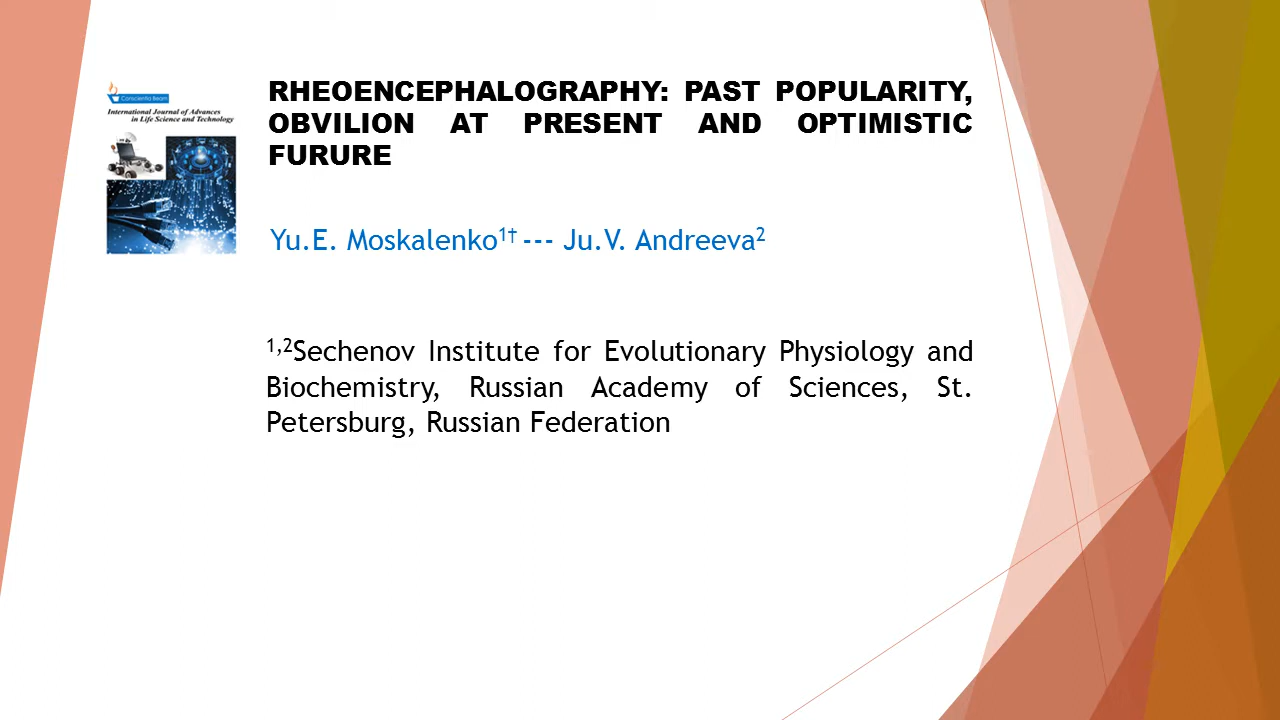 Conscientia Beam
International Journal of Advances
in Life Science and Technology
RHEOENCEPHALOGRAPHY: PAST POPULARITY,
OBVILION AT PRESENT AND OPTIMISTIC
FURURE
Yu.E. Moskalenko¹† --- Ju.V. Andreeva²
¹,²Sechenov Institute for Evolutionary Physiology and
Biochemistry, Russian Academy of Sciences, St.
Petersburg, Russian Federation